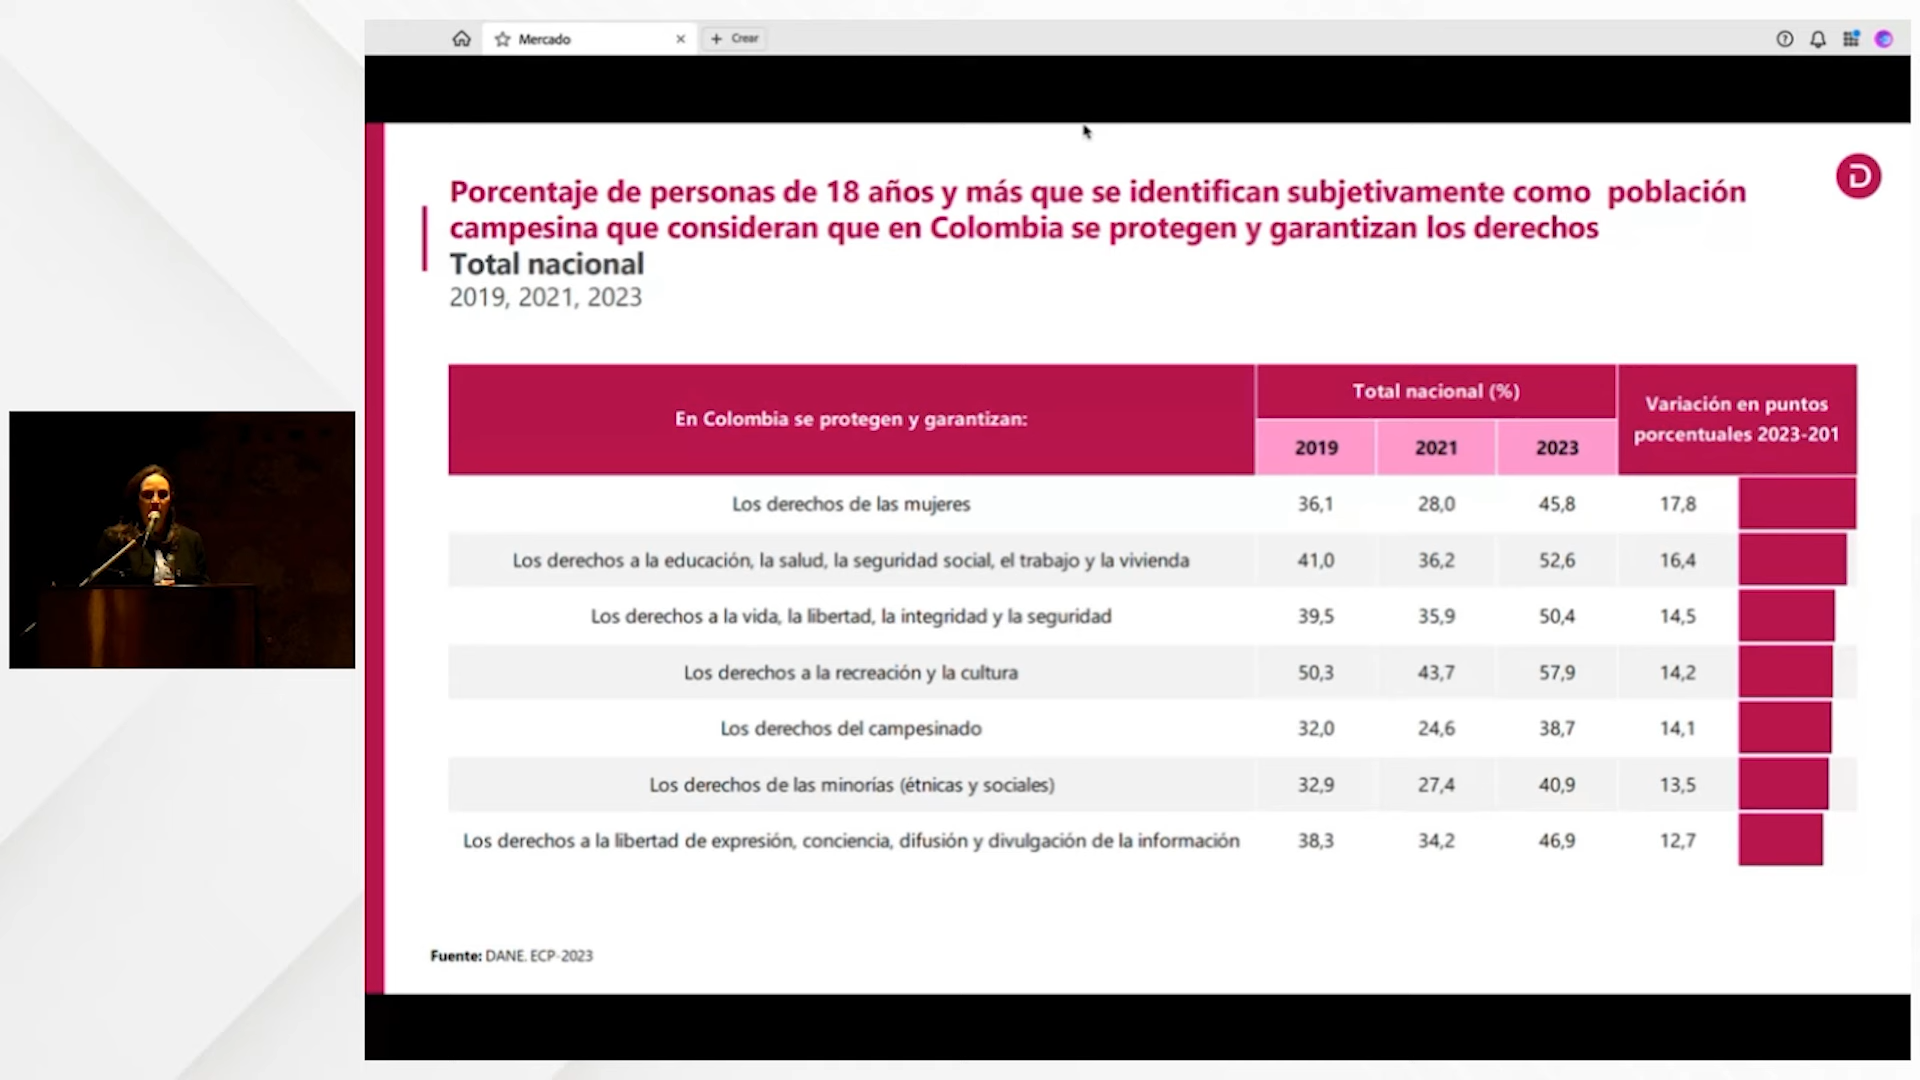 Mercado
Crear
Porcentaje de personas de 18 años y más que se identifican subjetivamente como población
campesina que consideran que en Colombia se protegen y garantizan los derechos
Total nacional
2019, 2021, 2023
D
En Colombia se protegen y garantizan:
Total nacional (%)
Variación en puntos
porcentuales 2023-201
2019 2021 2023
Los derechos de las mujeres 36,1 28,0 45,8 17,8
Los derechos a la educación, la salud, la seguridad social, el trabajo y la vivienda 41,0 36,2 52,6 16,4
Los derechos a la vida, la libertad, la integridad y la seguridad 39,5 35,9 50,4 14,5
Los derechos a la recreación y la cultura 50,3 43,7 57,9 14,2
Los derechos del campesinado 32,0 24,6 38,7 14,1
Los derechos de las minorías (étnicas y sociales) 32,9 27,4 40,9 13,5
Los derechos a la libertad de expresión, conciencia, difusión y divulgación de la información 38,3 34,2 46,9 12,7
Fuente: DANE. ECP-2023